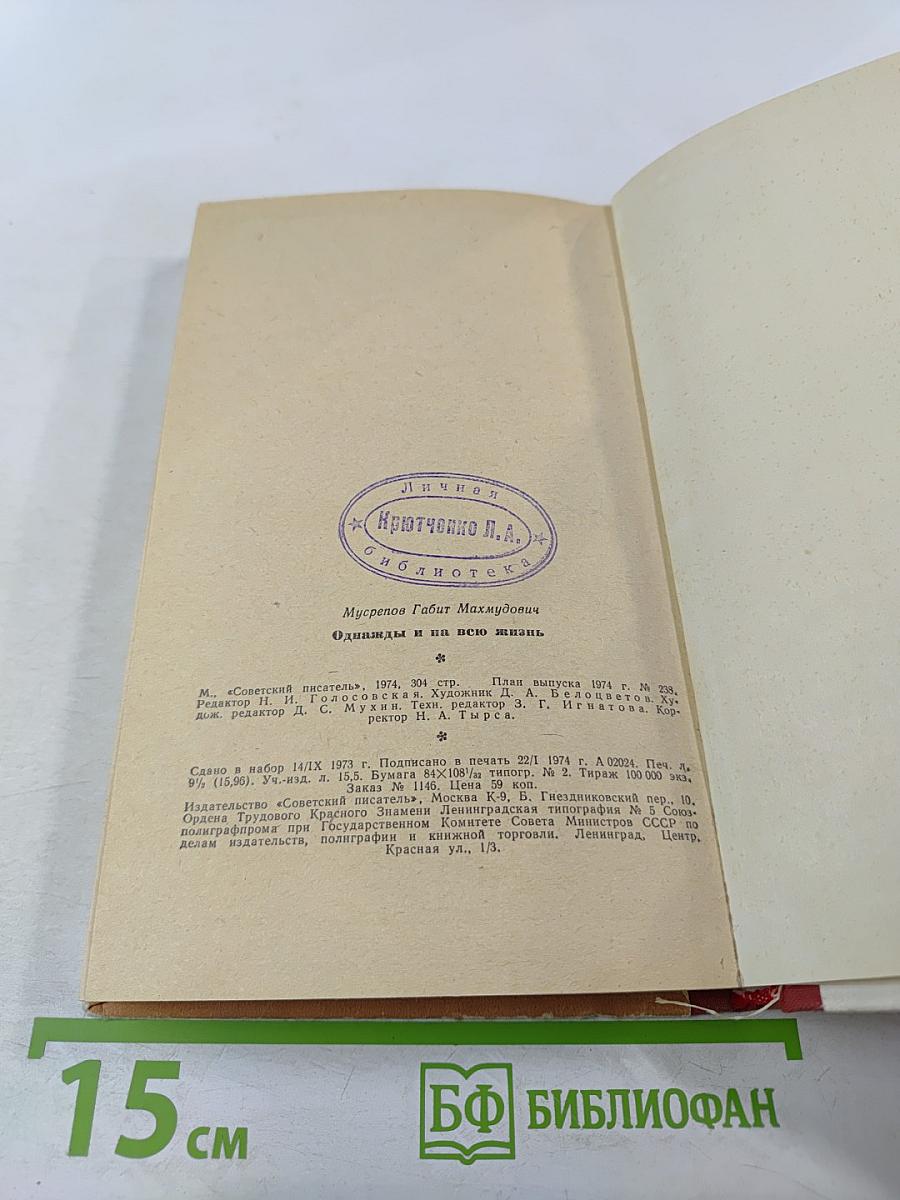 Личная
Крютченко Л.А.
библиотека
Мусрепов Габит Махмудович
Однажды и на всю жизнь
М., «Советский писатель», 1974, 304 стр. План выпуска 1974 г. № 238.
Редактор Н. И. Голосовская. Художник Д. А. Белоцветов. Ху-
дож. редактор Д. С. Мухин. Техн. редактор З. Г. Игнатова. Кор-
ректор Н. А. Тырса.
Сдано в набор 14/IX 1973 г. Подписано в печать 22/I 1974 г. А 02024. Печ. л.
9½ (15,96). Уч.-изд. л. 15,5. Бумага 84×108¹/₃₂ типогр. № 2. Тираж 100 000 экз.
Заказ № 1146. Цена 59 коп.
Издательство «Советский писатель», Москва К-9, Б. Гнездниковский пер., 10.
Ордена Трудового Красного Знамени Ленинградская типография № 5 Союз-
полиграфпрома при Государственном Комитете Совета Министров СССР по
делам издательств, полиграфии и книжной торговли. Ленинград, Центр,
Красная ул., 1/3.
15 см
БФ БИБЛИОФАН